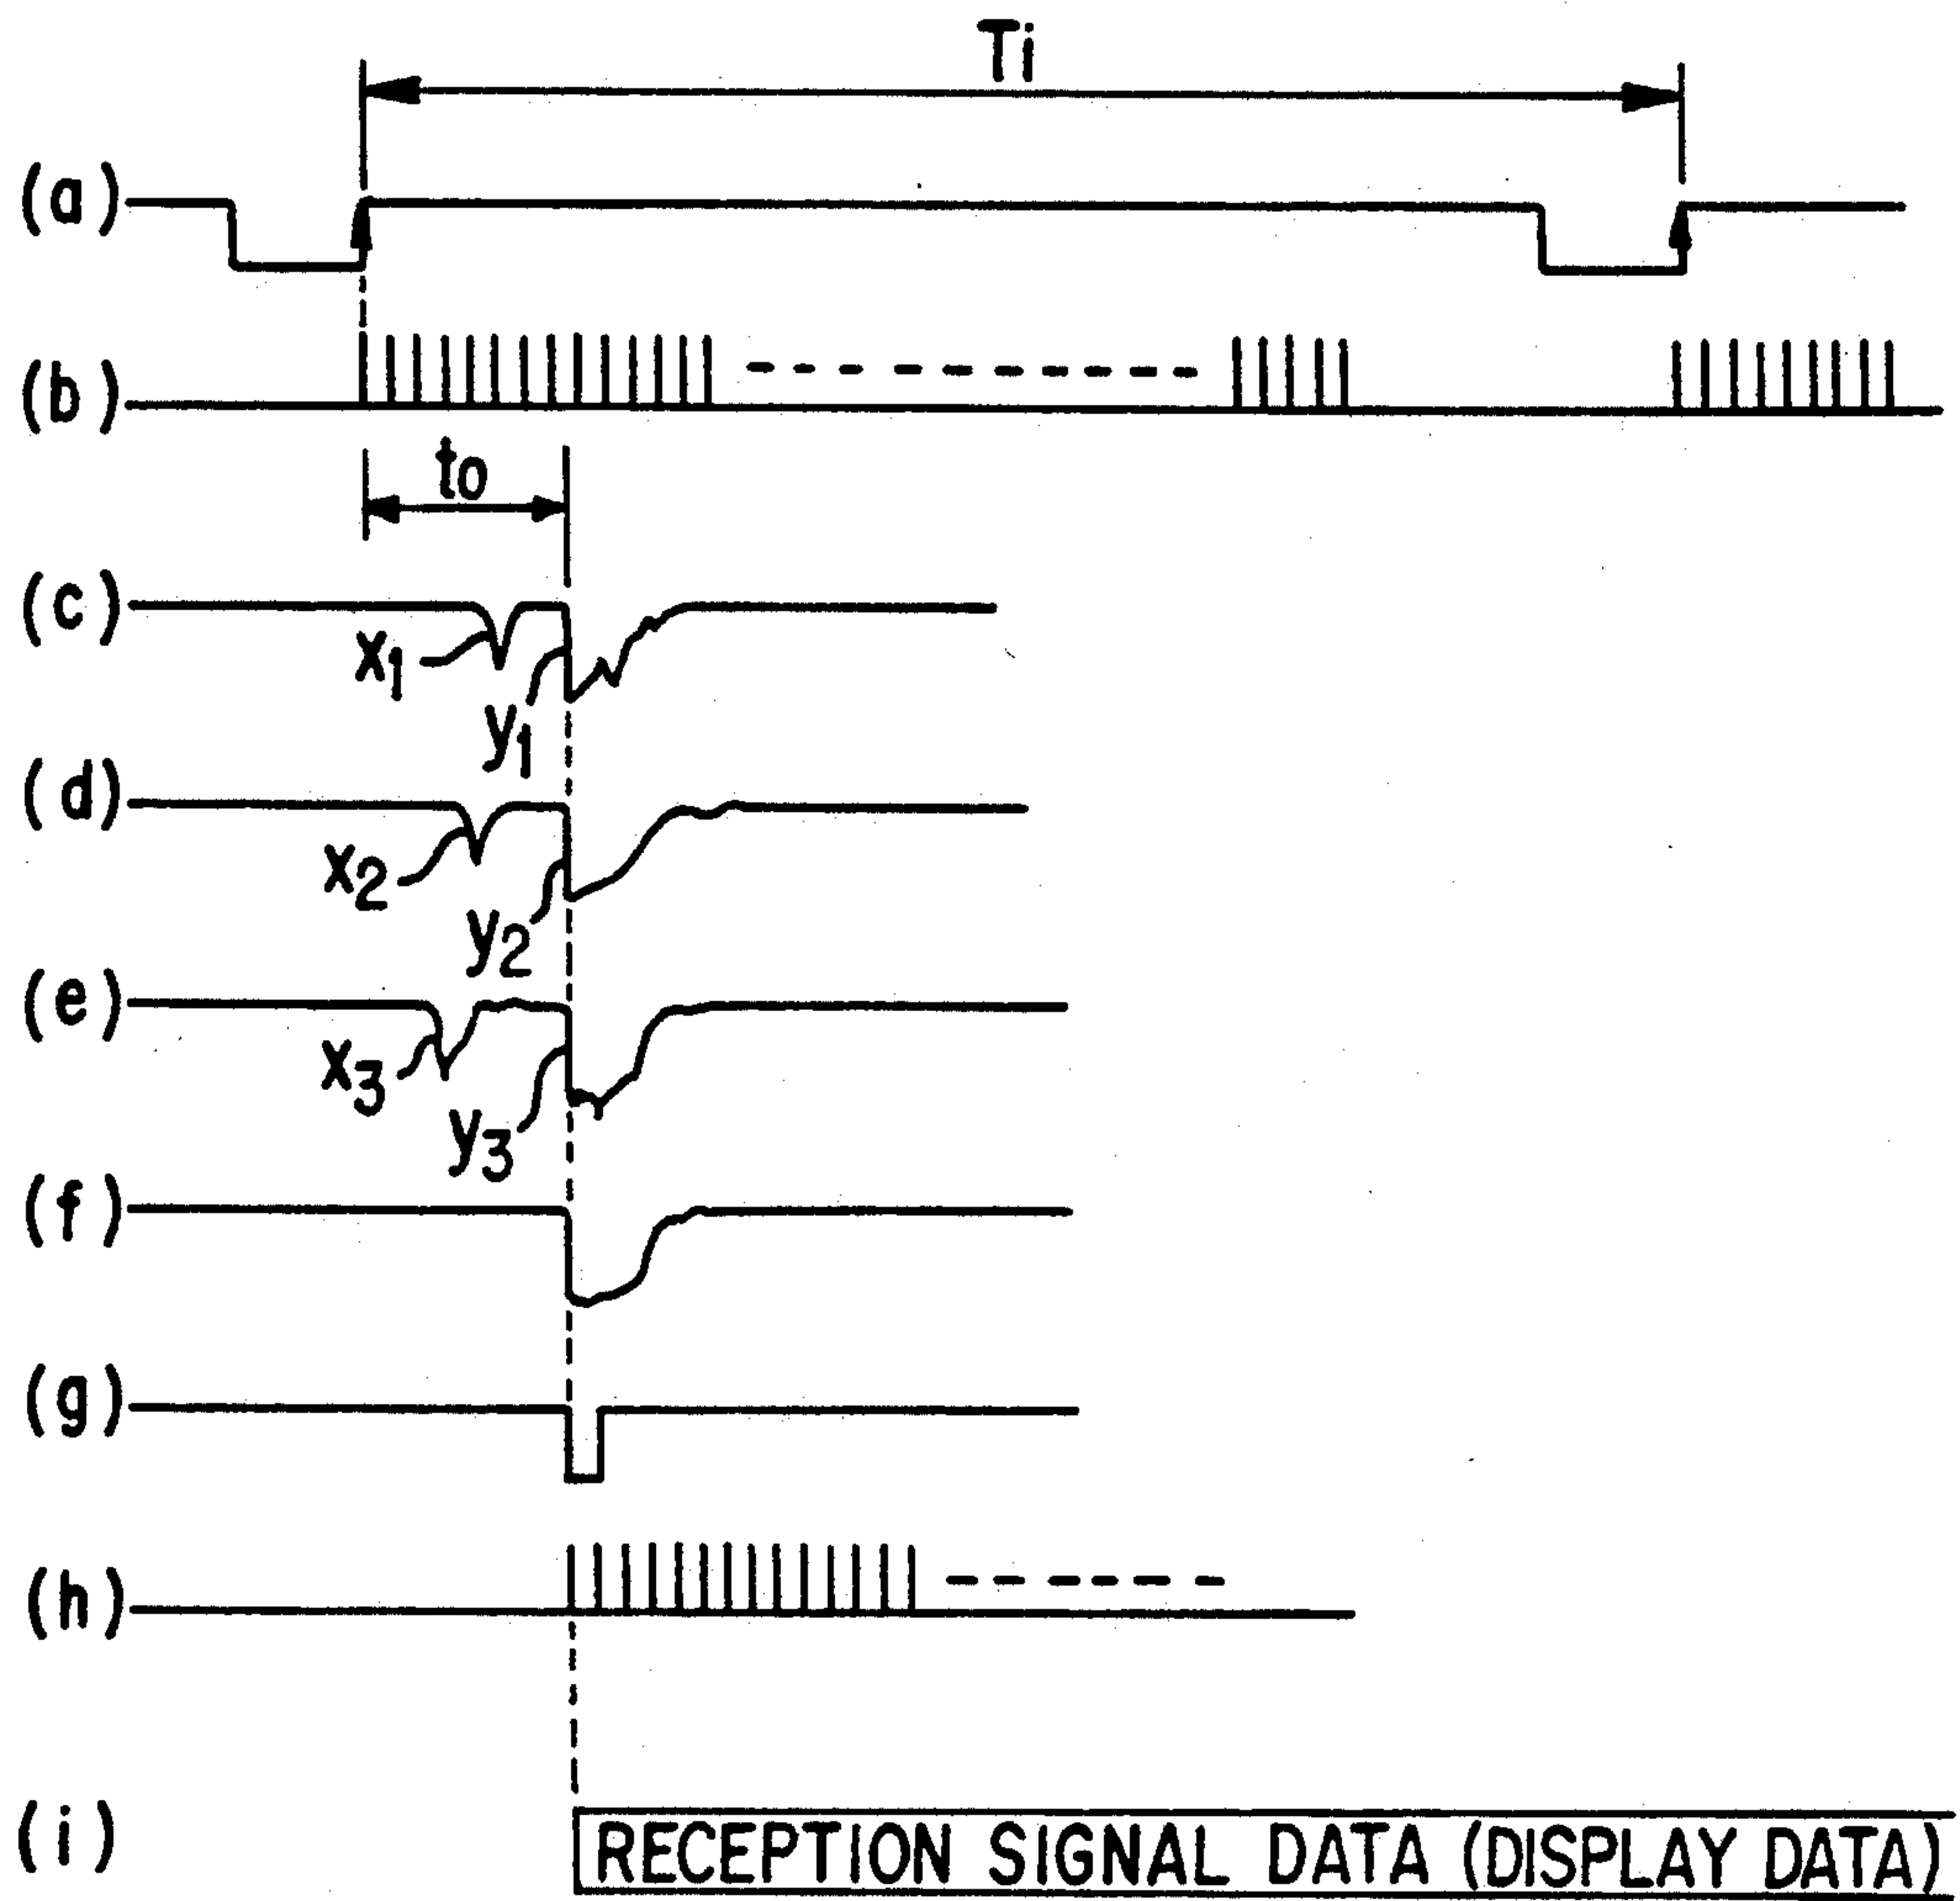 Ti
(a)
(b)
to
(c)
x1
y1
(d)
x2
y2
(e)
x3
y3
(f)
(g)
(h)
(i) RECEPTION SIGNAL DATA (DISPLAY DATA)